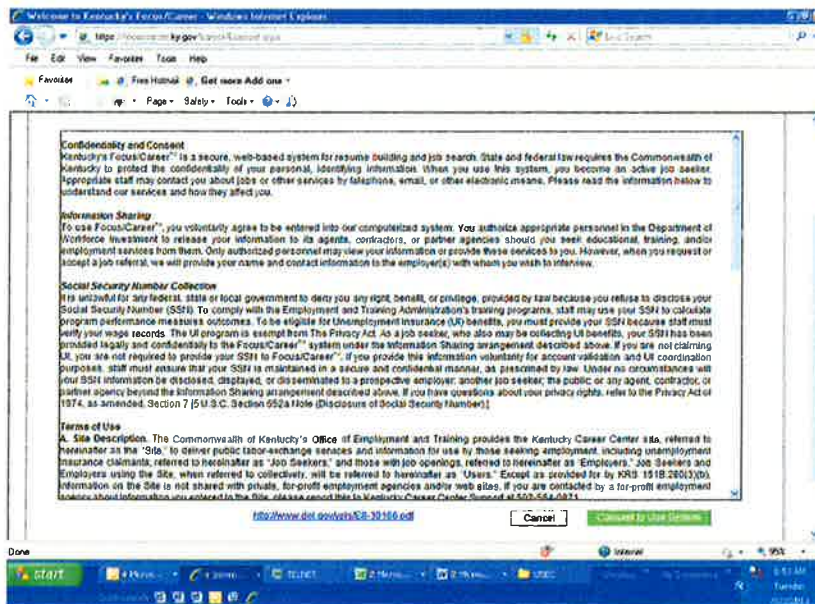 Welcome to Kentucky's Focus/Career - Windows Internet Explorer
ky.gov
File Edit View Favorites Tools Help
Favorites Free Hotmail Get more Add ons
Page Safety Tools
Confidentiality and Consent
Kentucky's Focus/Career™ is a secure, web-based system for resume building and job search. State and federal law requires the Commonwealth of
Kentucky to protect the confidentiality of your personal, identifying information. When you use this system, you become an active job seeker.
Appropriate staff may contact you about jobs or other services by telephone, email, or other electronic means. Please read the information below to
understand our services and how they affect you.
Information Sharing
To use Focus/Career™, you voluntarily agree to be entered into our computerized system. You authorize appropriate personnel in the Department of
Workforce Investment to release your information to its agents, contractors, or partner agencies should you seek educational, training, and/or
employment services from them. Only authorized personnel may view your information or provide these services to you. However, when you request or
accept a job referral, we will provide your name and contact information to the employer(s) with whom you wish to interview.
Social Security Number Collection
It is unlawful for any federal, state or local government to deny you any right, benefit, or privilege, provided by law because you refuse to disclose your
Social Security Number (SSN). To comply with the Employment and Training Administration's training programs, staff may use your SSN to calculate
program performance measures outcomes. To be eligible for Unemployment Insurance (UI) benefits, you must provide your SSN because staff must
verify your wage records. The UI program is exempt from The Privacy Act. As a job seeker, who also may be collecting UI benefits, your SSN has been
provided legally and confidentially to the Focus/Career™ system under the Information Sharing arrangement described above. If you are not claiming
UI, you are not required to provide your SSN to Focus/Career™. If you provide this information voluntarily for account validation and UI coordination
purposes, staff must ensure that your SSN is maintained in a secure and confidential manner, as prescribed by law. Under no circumstances will
your SSN information be disclosed, displayed, or disseminated to a prospective employer; another job seeker; the public or any agent, contractor, or
partner agency beyond the Information Sharing arrangement described above. If you have questions about your privacy rights, refer to the Privacy Act of
1974, as amended, Section 7 [5 U.S.C. Section 552a Note (Disclosure of Social Security Number).]
Terms of Use
A. Site Description. The Commonwealth of Kentucky's Office of Employment and Training provides the Kentucky Career Center site, referred to
hereinafter as the "Site," to deliver public labor-exchange services and information for use by those seeking employment, including unemployment
insurance claimants, referred to hereinafter as "Job Seekers," and those with job openings, referred to hereinafter as "Employers." Job Seekers and
Employers using the Site, when referred to collectively, will be referred to hereinafter as "Users." Except as provided for by KRS 151B.280(3)(b),
information on the Site is not shared with private, for-profit employment agencies and/or web sites. If you are contacted by a for-profit employment
agency about information you entered to the Site, please report this to Kentucky Career Center Support at
Cancel Consent to Use System
Done Internet 95%
start TELNET
Tuesday